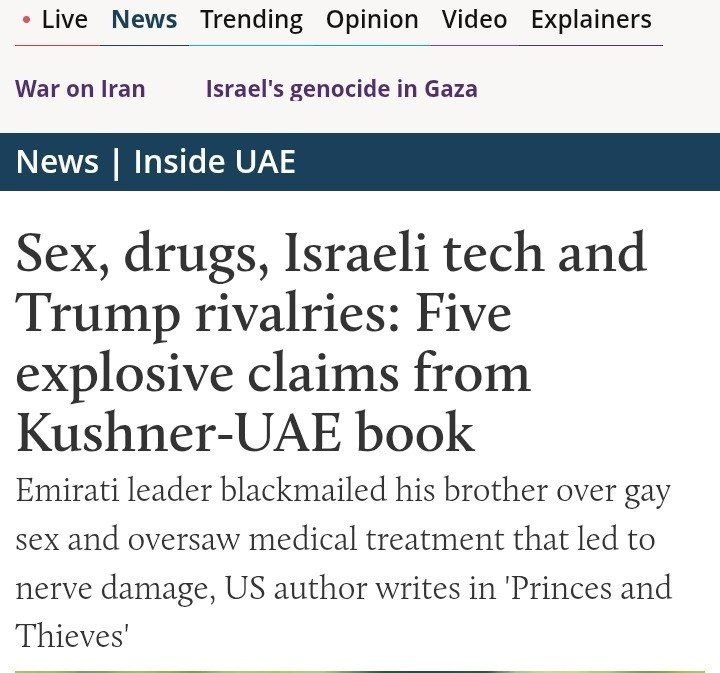 • Live News Trending Opinion Video Explainers
War on Iran Israel's genocide in Gaza
News | Inside UAE
Sex, drugs, Israeli tech and
Trump rivalries: Five
explosive claims from
Kushner-UAE book
Emirati leader blackmailed his brother over gay
sex and oversaw medical treatment that led to
nerve damage, US author writes in 'Princes and
Thieves'